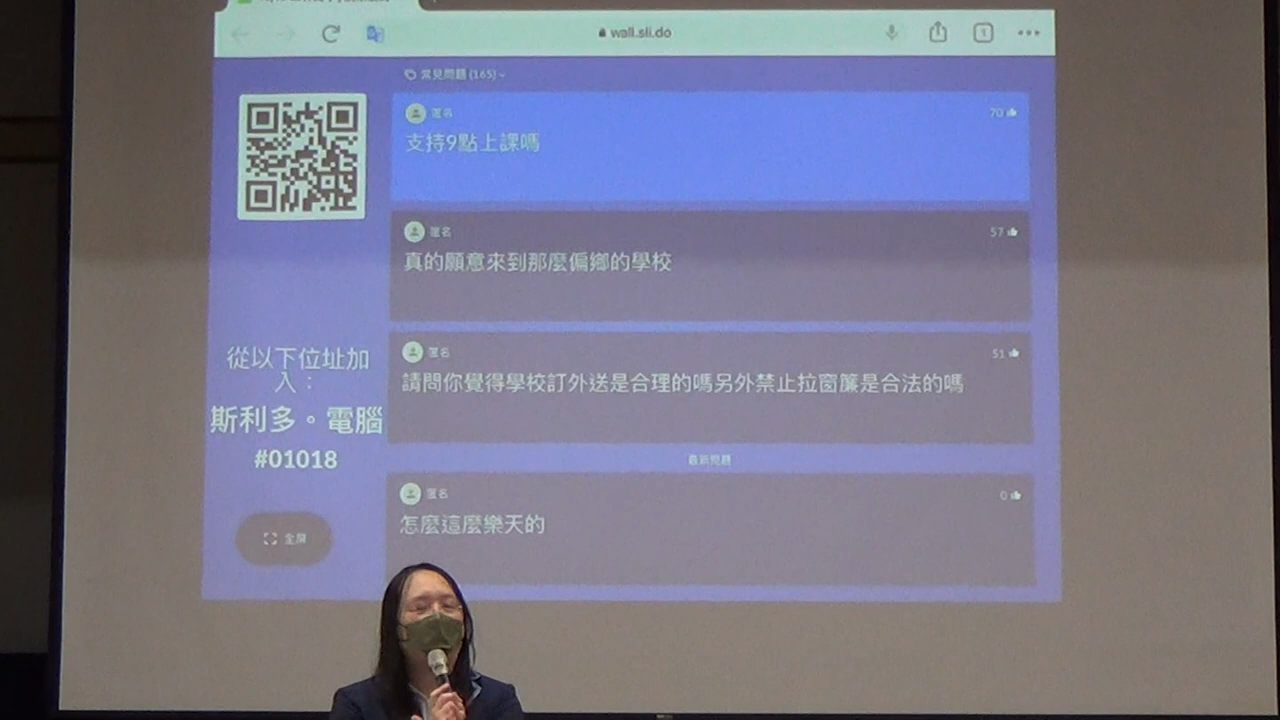 wall.sli.do
常見問題 (165)
匿名
70
支持9點上課嗎
匿名
57
真的願意來到那麼偏鄉的學校
匿名
51
請問你覺得學校訂外送是合理的嗎另外禁止拉窗簾是合法的嗎
最新問題
匿名
0
怎麼這麼樂天的
從以下位址加
入：
斯利多。電腦
#01018
全屏